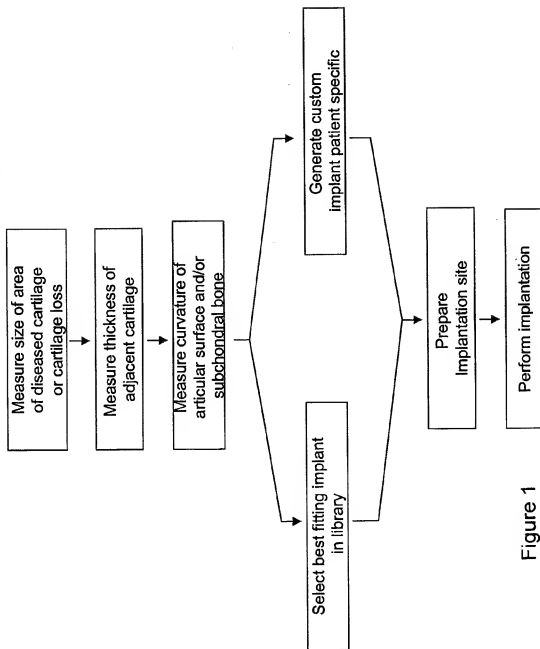 Measure size of area
of diseased cartilage
or cartilage loss
Measure thickness of
adjacent cartilage
Measure curvature of
articular surface and/or
subchondral bone
Select best fitting implant
in library
Generate custom
implant patient specific
Prepare
Implantation site
Perform implantation
Figure 1